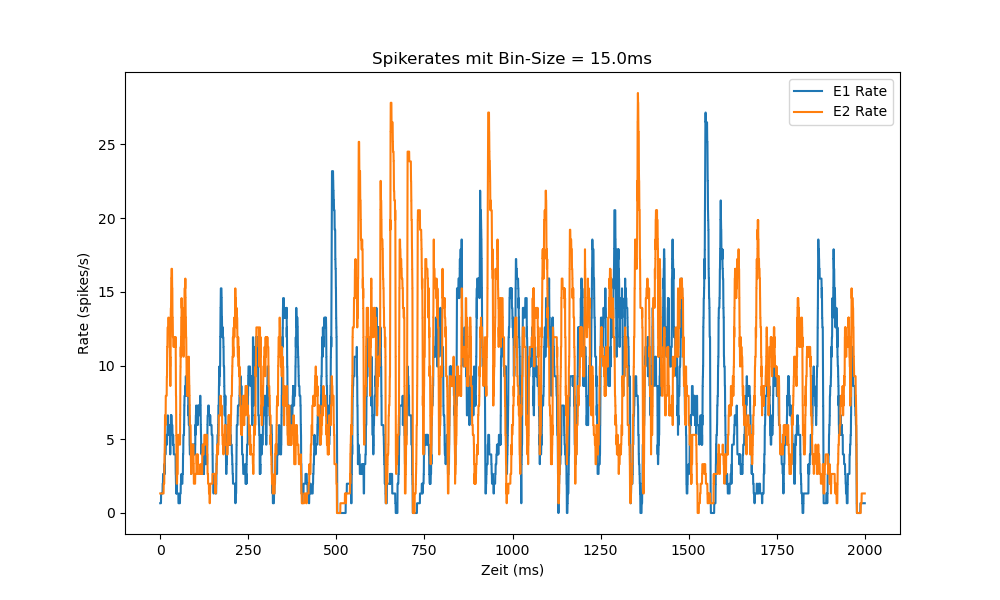 Spikerates mit Bin-Size = 15.0ms
E1 Rate
E2 Rate
Rate (spikes/s)
25
20
15
10
5
0
0 250 500 750 1000 1250 1500 1750 2000
Zeit (ms)